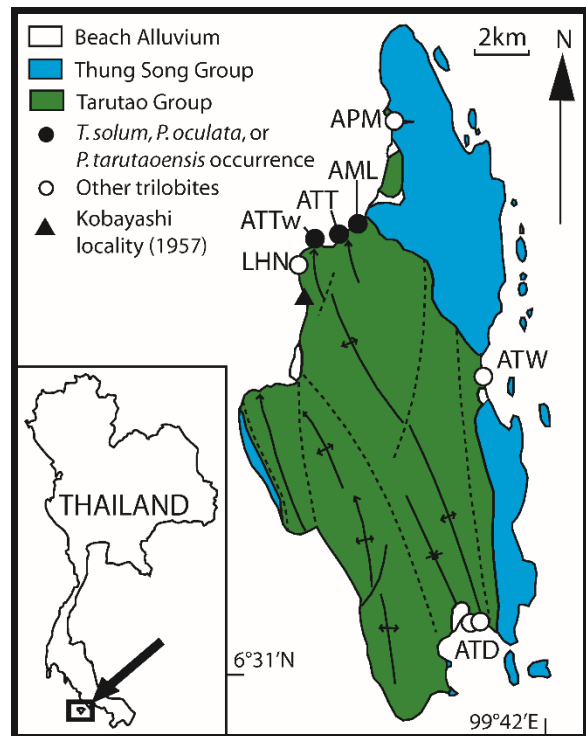 Beach Alluvium
Thung Song Group
Tarutao Group
T. solum, P. oculata, or
P. tarutaoensis occurrence
Other trilobites
Kobayashi
locality (1957)
2km
N
APM
AML
ATT
ATTw
LHN
ATW
THAILAND
ATD
6°31'N
99°42'E